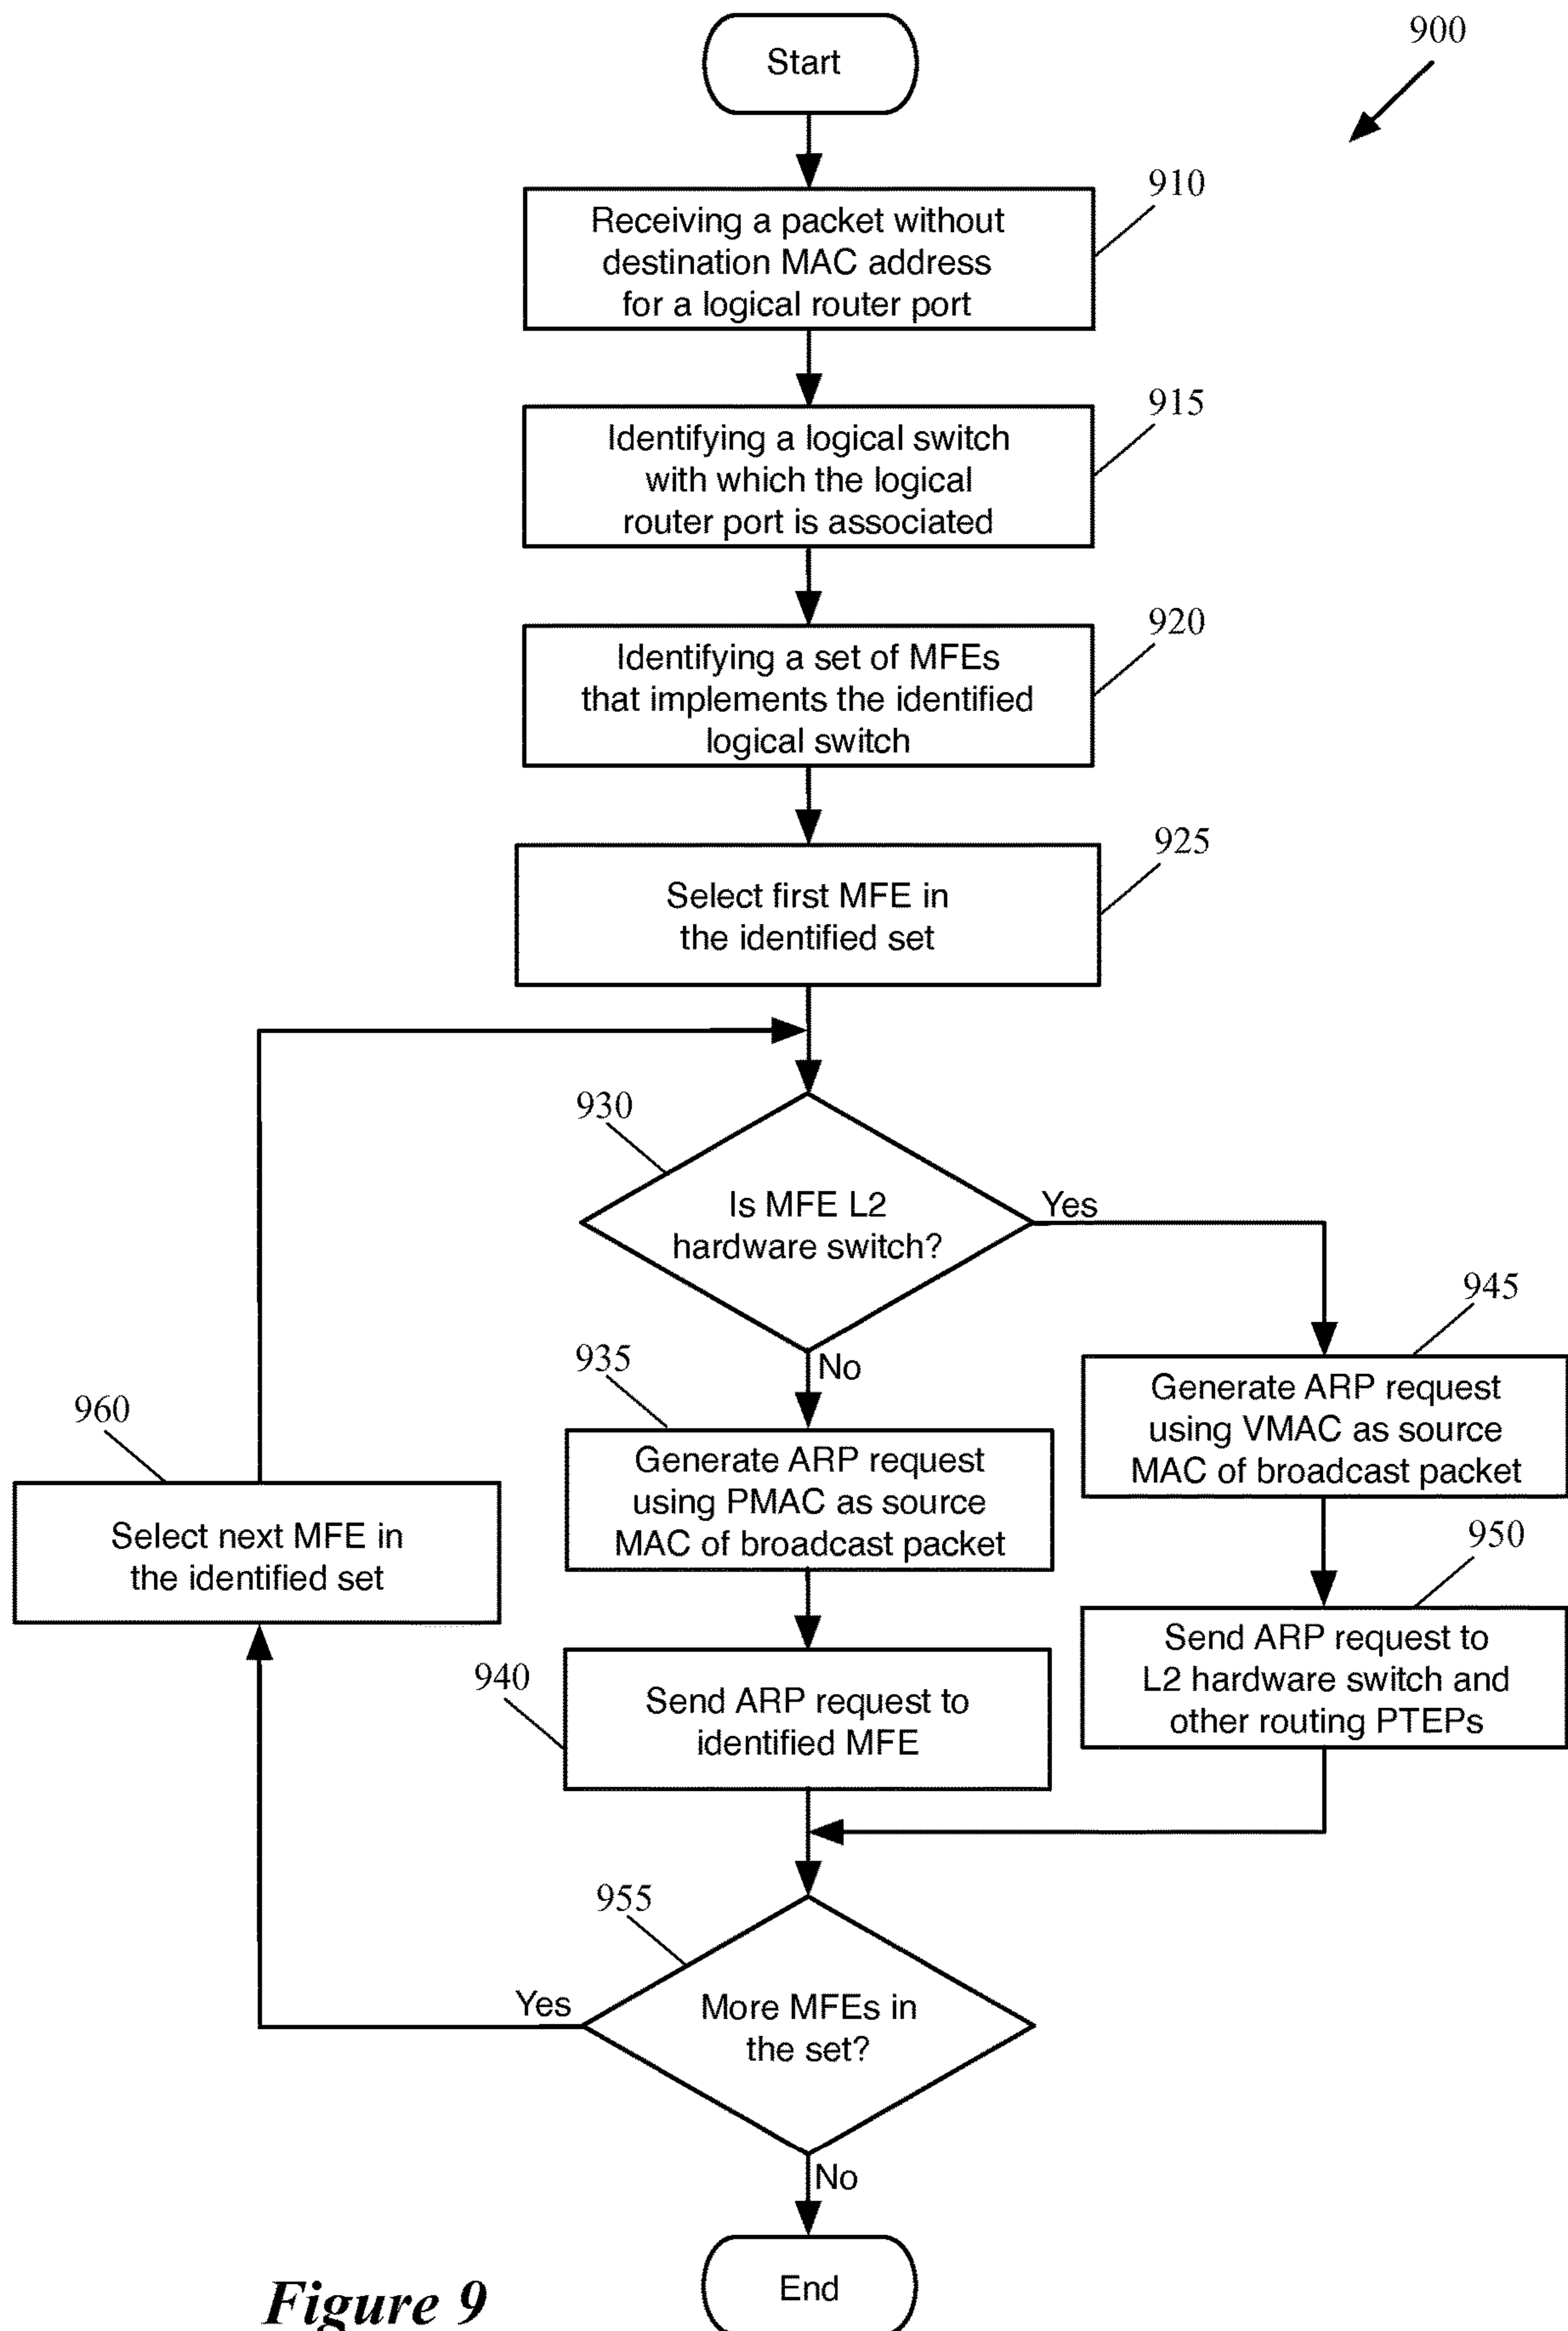 Start
900
910
Receiving a packet without
destination MAC address
for a logical router port
915
Identifying a logical switch
with which the logical
router port is associated
920
Identifying a set of MFEs
that implements the identified
logical switch
925
Select first MFE in
the identified set
930
Is MFE L2
hardware switch?
Yes
No
945
Generate ARP request
using VMAC as source
MAC of broadcast packet
935
Generate ARP request
using PMAC as source
MAC of broadcast packet
960
Select next MFE in
the identified set
950
Send ARP request to
L2 hardware switch and
other routing PTEPs
940
Send ARP request to
identified MFE
955
More MFEs in
the set?
Yes
No
End
Figure 9